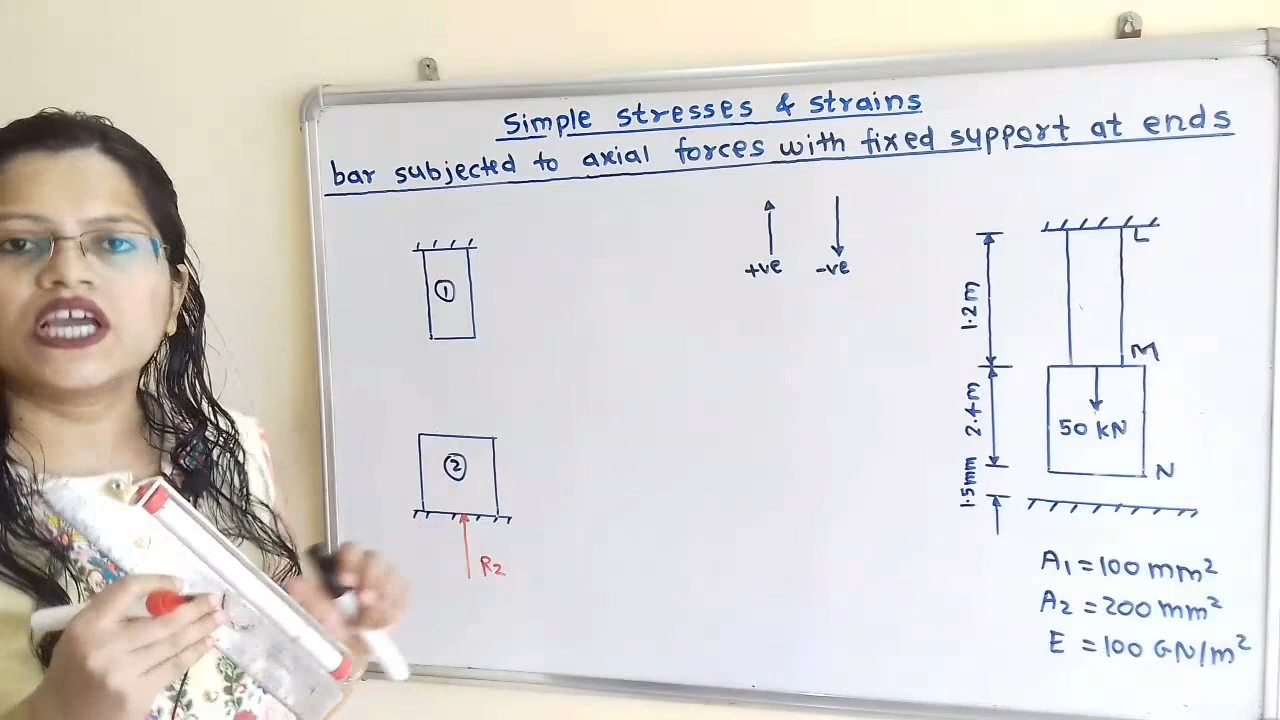 Simple stresses & strains
bar subjected to axial forces with fixed support at ends
+ve -ve
①
②
R2
L
1.2m
M
2.4m
50 KN
N
1.5mm
A1 = 100 mm²
A2 = 200 mm²
E = 100 GN/m²